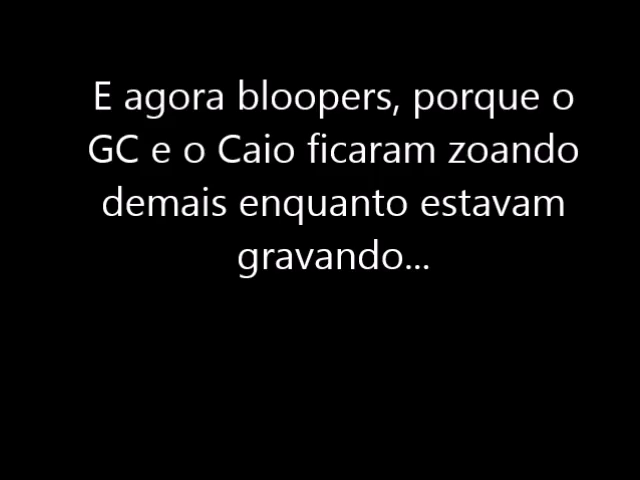 E agora bloopers, porque o
GC e o Caio ficaram zoando
demais enquanto estavam
gravando...